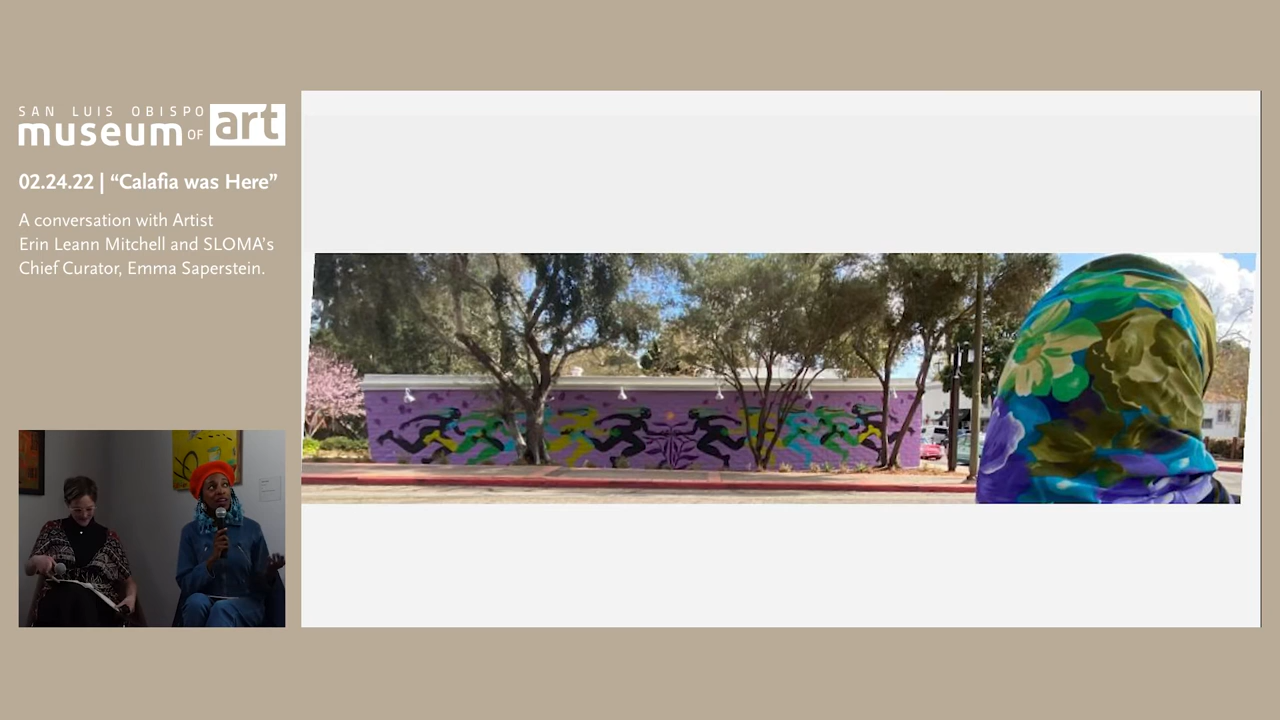 SAN LUIS OBISPO
museum OF art
02.24.22 | “Calafia was Here”
A conversation with Artist
Erin Leann Mitchell and SLOMA’s
Chief Curator, Emma Saperstein.